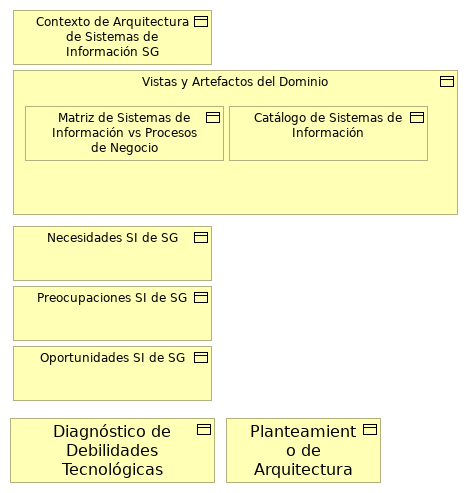 Contexto de Arquitectura
de Sistemas de
Información SG
Vistas y Artefactos del Dominio
Matriz de Sistemas de
Información vs Procesos
de Negocio
Catálogo de Sistemas de
Información
Necesidades SI de SG
Preocupaciones SI de SG
Oportunidades SI de SG
Diagnóstico de
Debilidades
Tecnológicas
Planteamient
o de
Arquitectura